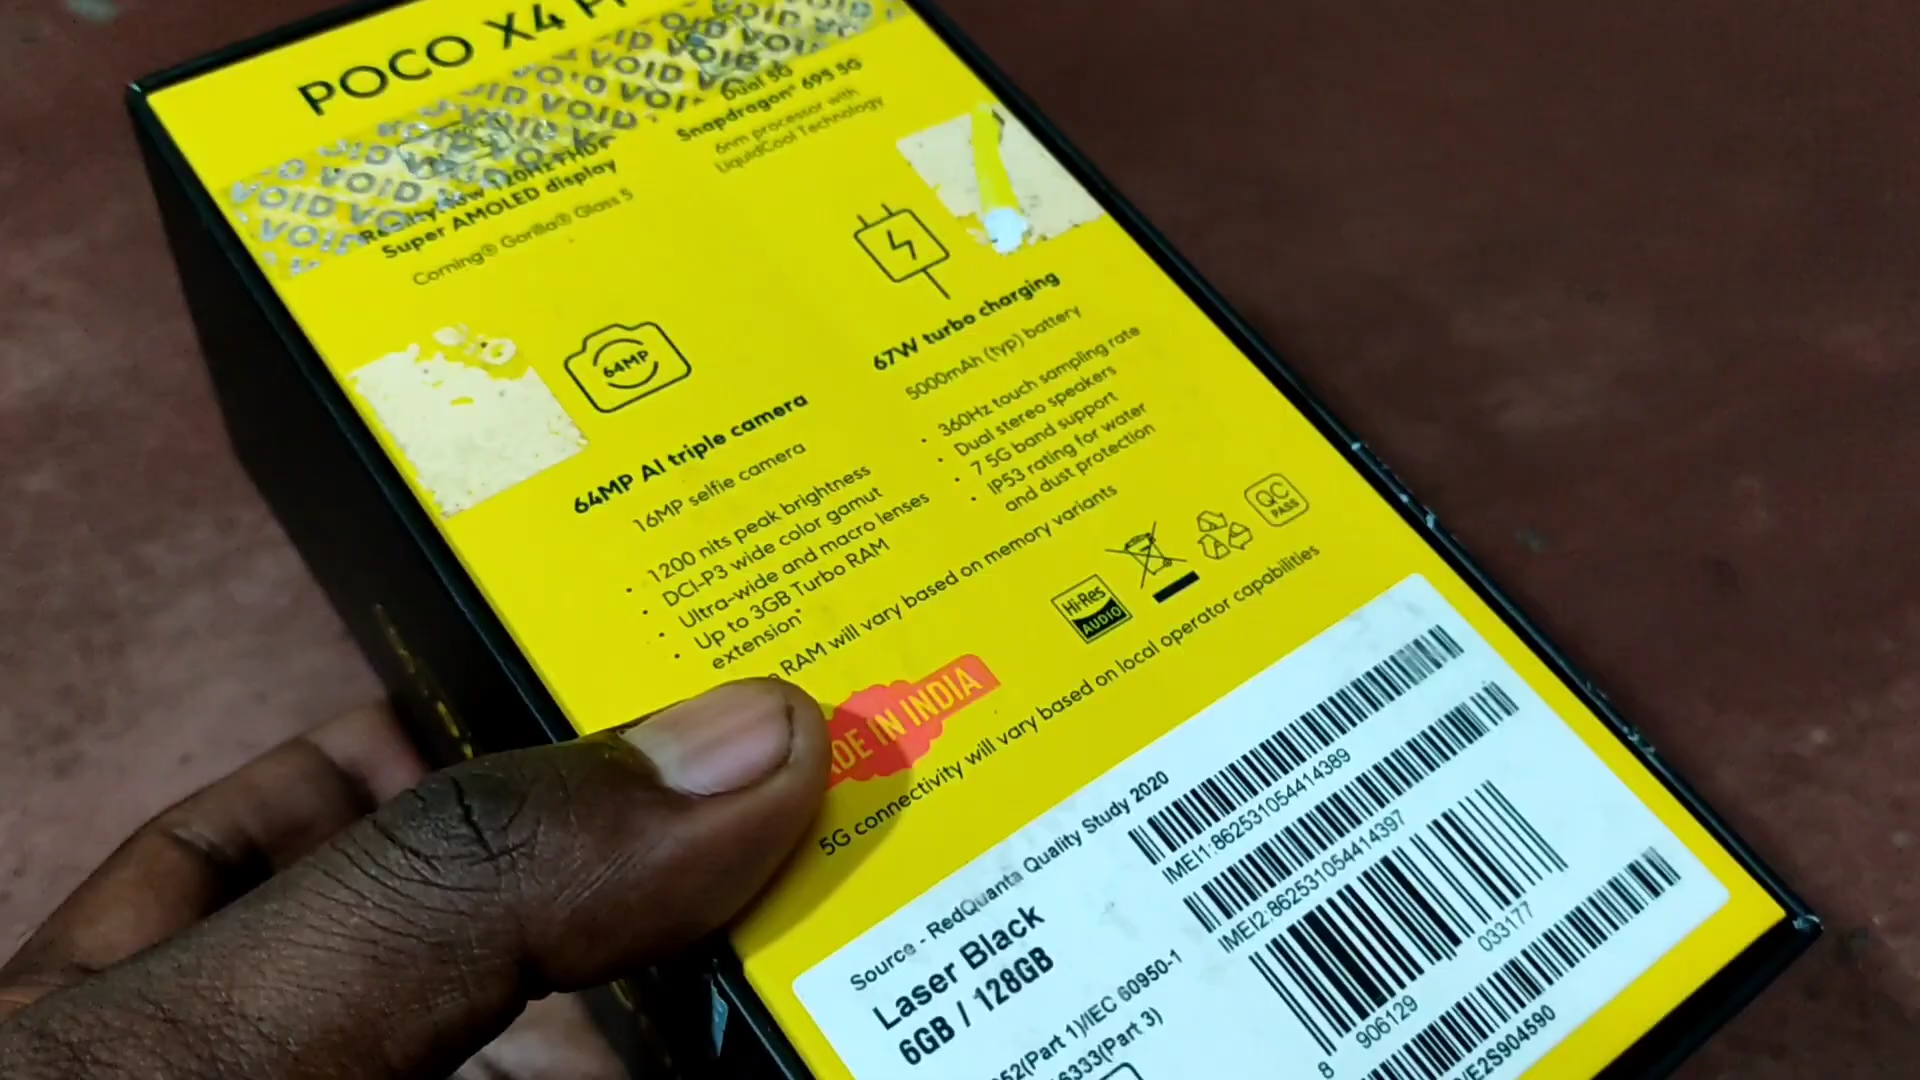 POCO X4
VOID VOID VOID VOID
Dual 5G
Snapdragon® 695 5G
6nm processor with
LiquidCool Technology
120Hz FHD+
Super AMOLED display
Corning® Gorilla® Glass 5
64MP
64MP AI triple camera
16MP selfie camera
67W turbo charging
5000mAh (typ) battery
• 1200 nits peak brightness
• DCI-P3 wide color gamut
• Ultra-wide and macro lenses
• Up to 3GB Turbo RAM
extension*
• 360Hz touch sampling rate
• Dual stereo speakers
• 7 5G band support
• IP53 rating for water
and dust protection
RAM will vary based on memory variants
Hi-Res
AUDIO
QC
PASS
IN INDIA
5G connectivity will vary based on local operator capabilities
Source - RedQuanta Quality Study 2020
Laser Black
6GB / 128GB
52(Part 1)/IEC 60950-1
6333(Part 3)
IMEI1:862531054414389
IMEI2:862531054414397
8 906129 033177
/E2S904590